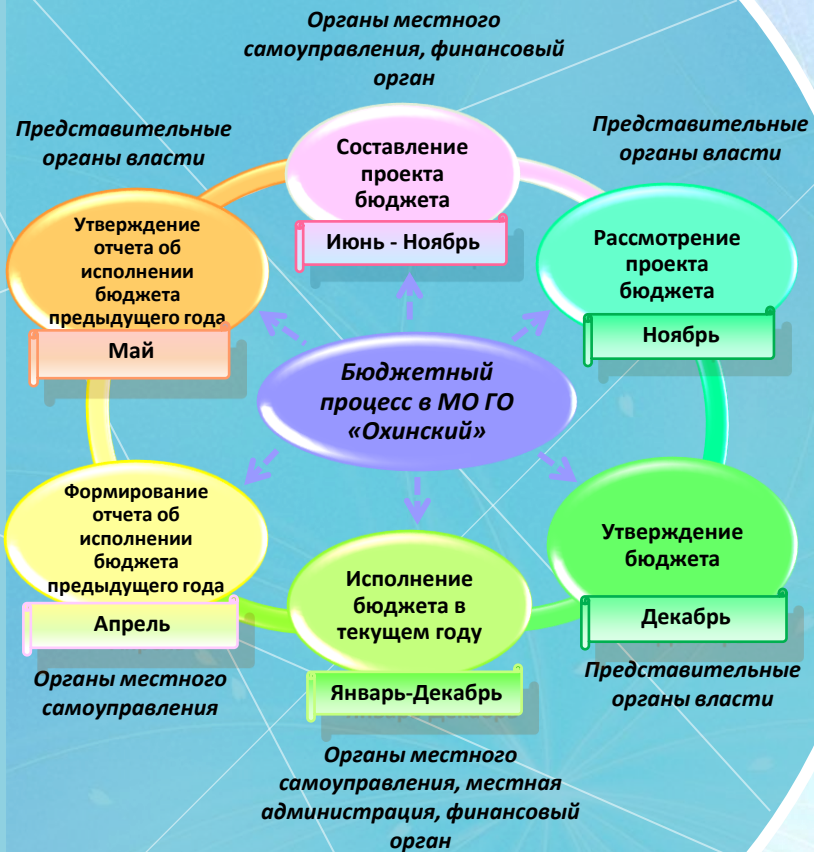 Органы местного
самоуправления, финансовый
орган
Представительные
органы власти
Представительные
органы власти
Составление
проекта
бюджета
Июнь - Ноябрь
Утверждение
отчета об
исполнении
бюджета
предыдущего года
Май
Рассмотрение
проекта
бюджета
Ноябрь
Бюджетный
процесс в МО ГО
«Охинский»
Формирование
отчета об
исполнении
бюджета
предыдущего года
Апрель
Органы местного
самоуправления
Исполнение
бюджета в
текущем году
Январь-Декабрь
Органы местного
самоуправления, местная
администрация, финансовый
орган
Утверждение
бюджета
Декабрь
Представительные
органы власти